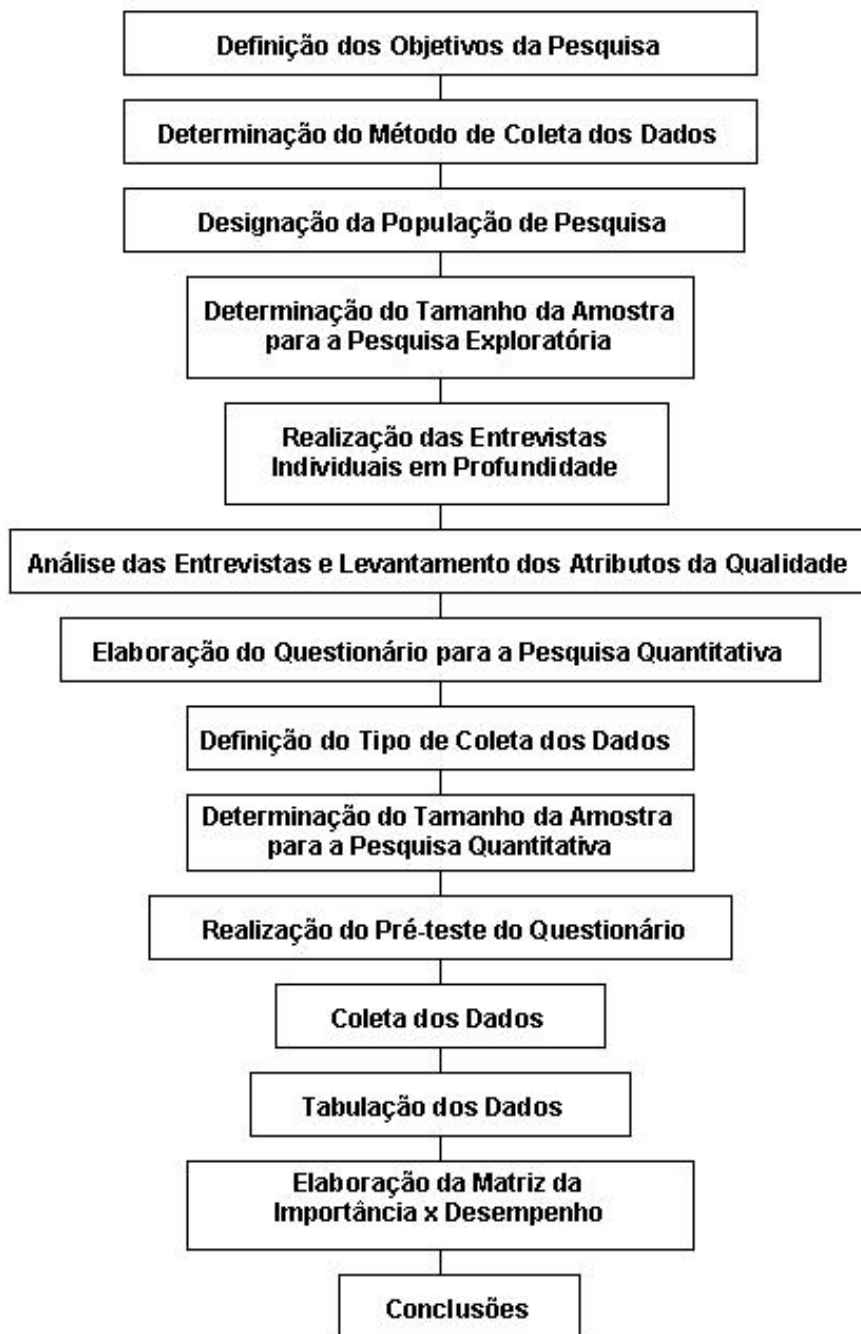 Definição dos Objetivos da Pesquisa
Determinação do Método de Coleta dos Dados
Designação da População de Pesquisa
Determinação do Tamanho da Amostra
para a Pesquisa Exploratória
Realização das Entrevistas
Individuais em Profundidade
Análise das Entrevistas e Levantamento dos Atributos da Qualidade
Elaboração do Questionário para a Pesquisa Quantitativa
Definição do Tipo de Coleta dos Dados
Determinação do Tamanho da Amostra
para a Pesquisa Quantitativa
Realização do Pré-teste do Questionário
Coleta dos Dados
Tabulação dos Dados
Elaboração da Matriz da
Importância x Desempenho
Conclusões